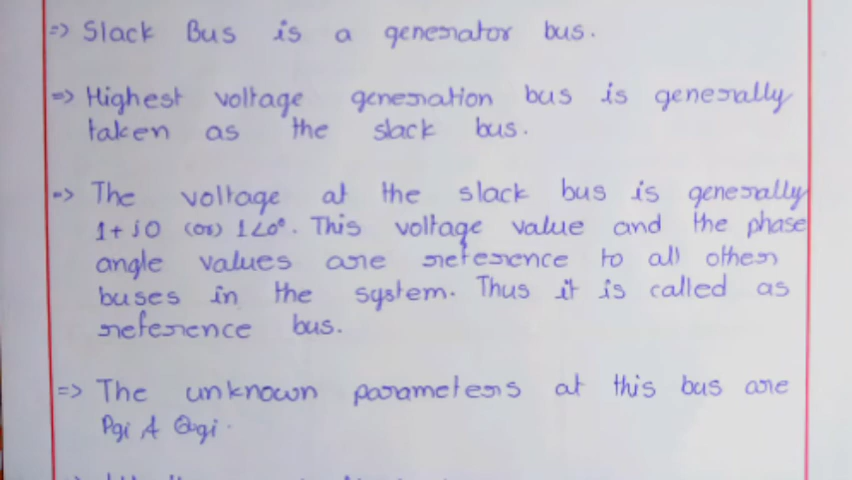 => Slack Bus is a generator bus.
=> Highest voltage generation bus is generally
taken as the slack bus.
=> The voltage at the slack bus is generally
1+j0 (or) 1∠0°. This voltage value and the phase
angle values are reference to all other
buses in the system. Thus it is called as
reference bus.
=> The unknown parameters at this bus are
Pgi & Qgi.